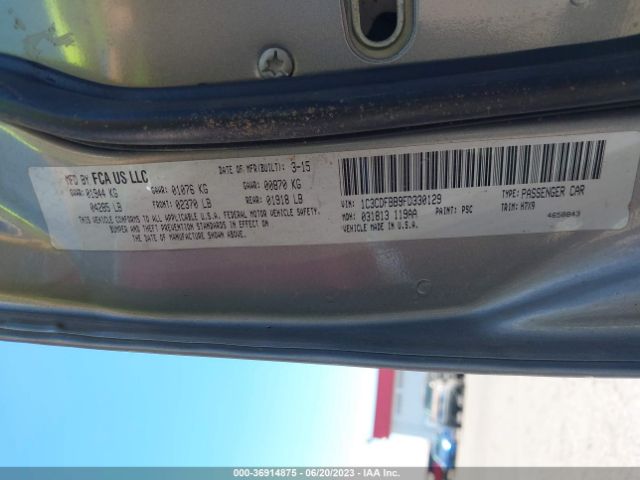 MFD BY FCA US LLC DATE OF MFR(BUILT): 3-15
GVWR: 01944 KG GAWR: 01076 KG GAWR: 00870 KG
04285 LB FRONT: 02370 LB REAR: 01918 LB
THIS VEHICLE CONFORMS TO ALL APPLICABLE U.S.A. FEDERAL MOTOR VEHICLE SAFETY,
BUMPER AND THEFT PREVENTION STANDARDS IN EFFECT ON
THE DATE OF MANUFACTURE SHOWN ABOVE.
VIN: 1C3CDFBB9FD330129 TYPE: PASSENGER CAR
MDH: 031813 119AA PAINT: PSC TRIM: H7X9
VEHICLE MADE IN U.S.A. 4658843
000-36914875 / 06/20/2023 / IAA Inc.